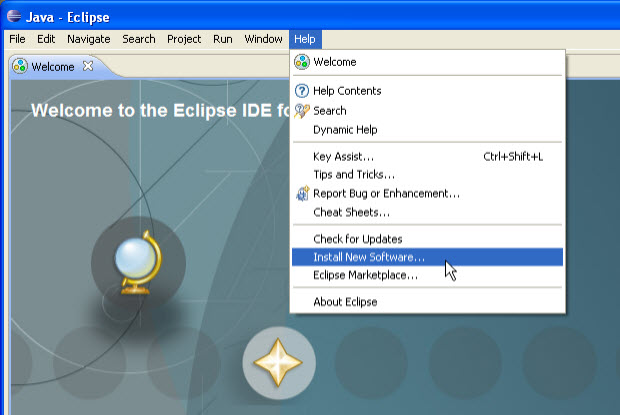 Java - Eclipse
File Edit Navigate Search Project Run Window Help
Welcome
Welcome to the Eclipse IDE fo
Welcome
Help Contents
Search
Dynamic Help
Key Assist... Ctrl+Shift+L
Tips and Tricks...
Report Bug or Enhancement...
Cheat Sheets...
Check for Updates
Install New Software...
Eclipse Marketplace...
About Eclipse